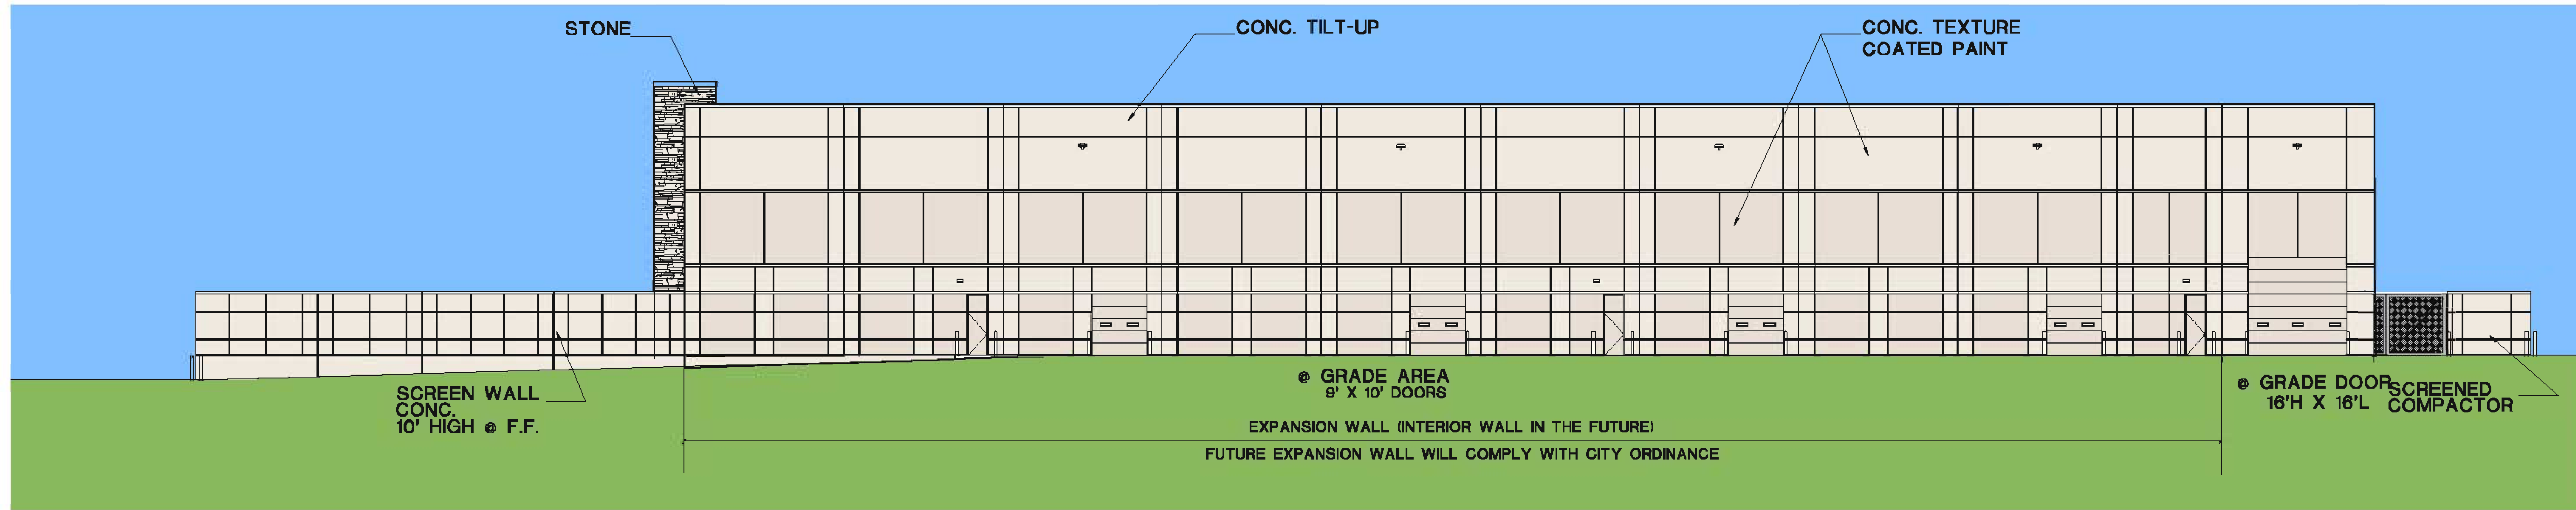 STONE
CONC. TILT-UP
CONC. TEXTURE
COATED PAINT
SCREEN WALL
CONC.
10' HIGH @ F.F.
@ GRADE AREA
9' X 10' DOORS
@ GRADE DOOR
16'H X 16'L
SCREENED
COMPACTOR
EXPANSION WALL (INTERIOR WALL IN THE FUTURE)
FUTURE EXPANSION WALL WILL COMPLY WITH CITY ORDINANCE